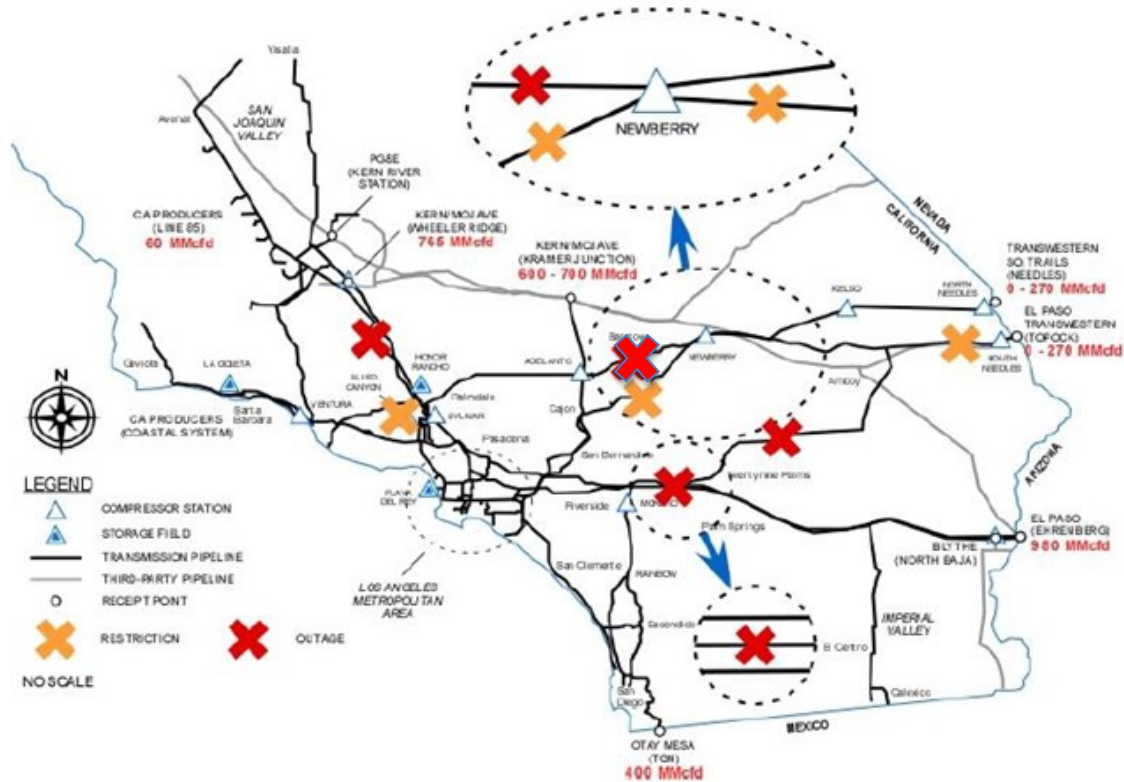 Visalia
Avenal
SAN
JOAQUIN
VALLEY
NEWBERRY
PG&E
(KERN RIVER
STATION)
CA PRODUCERS
(LINE 85)
60 MMcfd
KERN/MOJAVE
(WHEELER RIDGE)
765 MMcfd
KERN/MOJAVE
(KRAMER JUNCTION)
600 - 700 MMcfd
NEVADA
CALIFORNIA
TRANSWESTERN
SO. TRAILS
(NEEDLES)
0 - 270 MMcfd
KELSO
NORTH
NEEDLES
EL PASO
TRANSWESTERN
(TOPOCK)
0 - 270 MMcfd
SOUTH
NEEDLES
NEWBERRY
ADELANTO
Amboy
HONOR
RANCHO
CANYON
Palmdale
SYLMAR
Cajon
Pasadena
San Bernardino
Twentynine Palms
Riverside
Palm Springs
Gaviota
LA GOLETA
Santa
Barbara
VENTURA
CA PRODUCERS
(COASTAL SYSTEM)
N
PLAYA
DEL REY
LOS ANGELES
METROPOLITAN
AREA
San Clemente
RAINBOW
Escondido
San
Diego
OTAY MESA
(TGN)
400 MMcfd
ARIZONA
EL PASO
(EHRENBERG)
980 MMcfd
BLYTHE
(NORTH BAJA)
IMPERIAL
VALLEY
El Centro
Calexico
MEXICO
LEGEND
COMPRESSOR STATION
STORAGE FIELD
TRANSMISSION PIPELINE
THIRD-PARTY PIPELINE
RECEIPT POINT
RESTRICTION
OUTAGE
NO SCALE